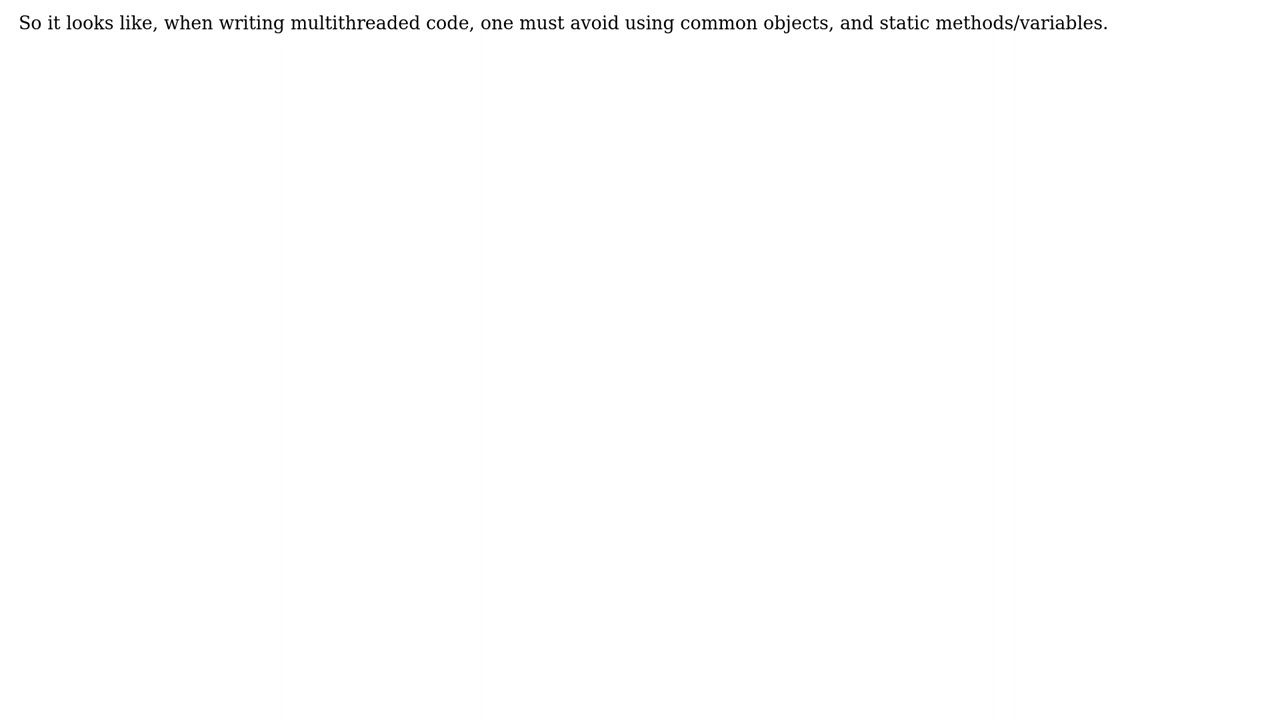 So it looks like, when writing multithreaded code, one must avoid using common objects, and static methods/variables.